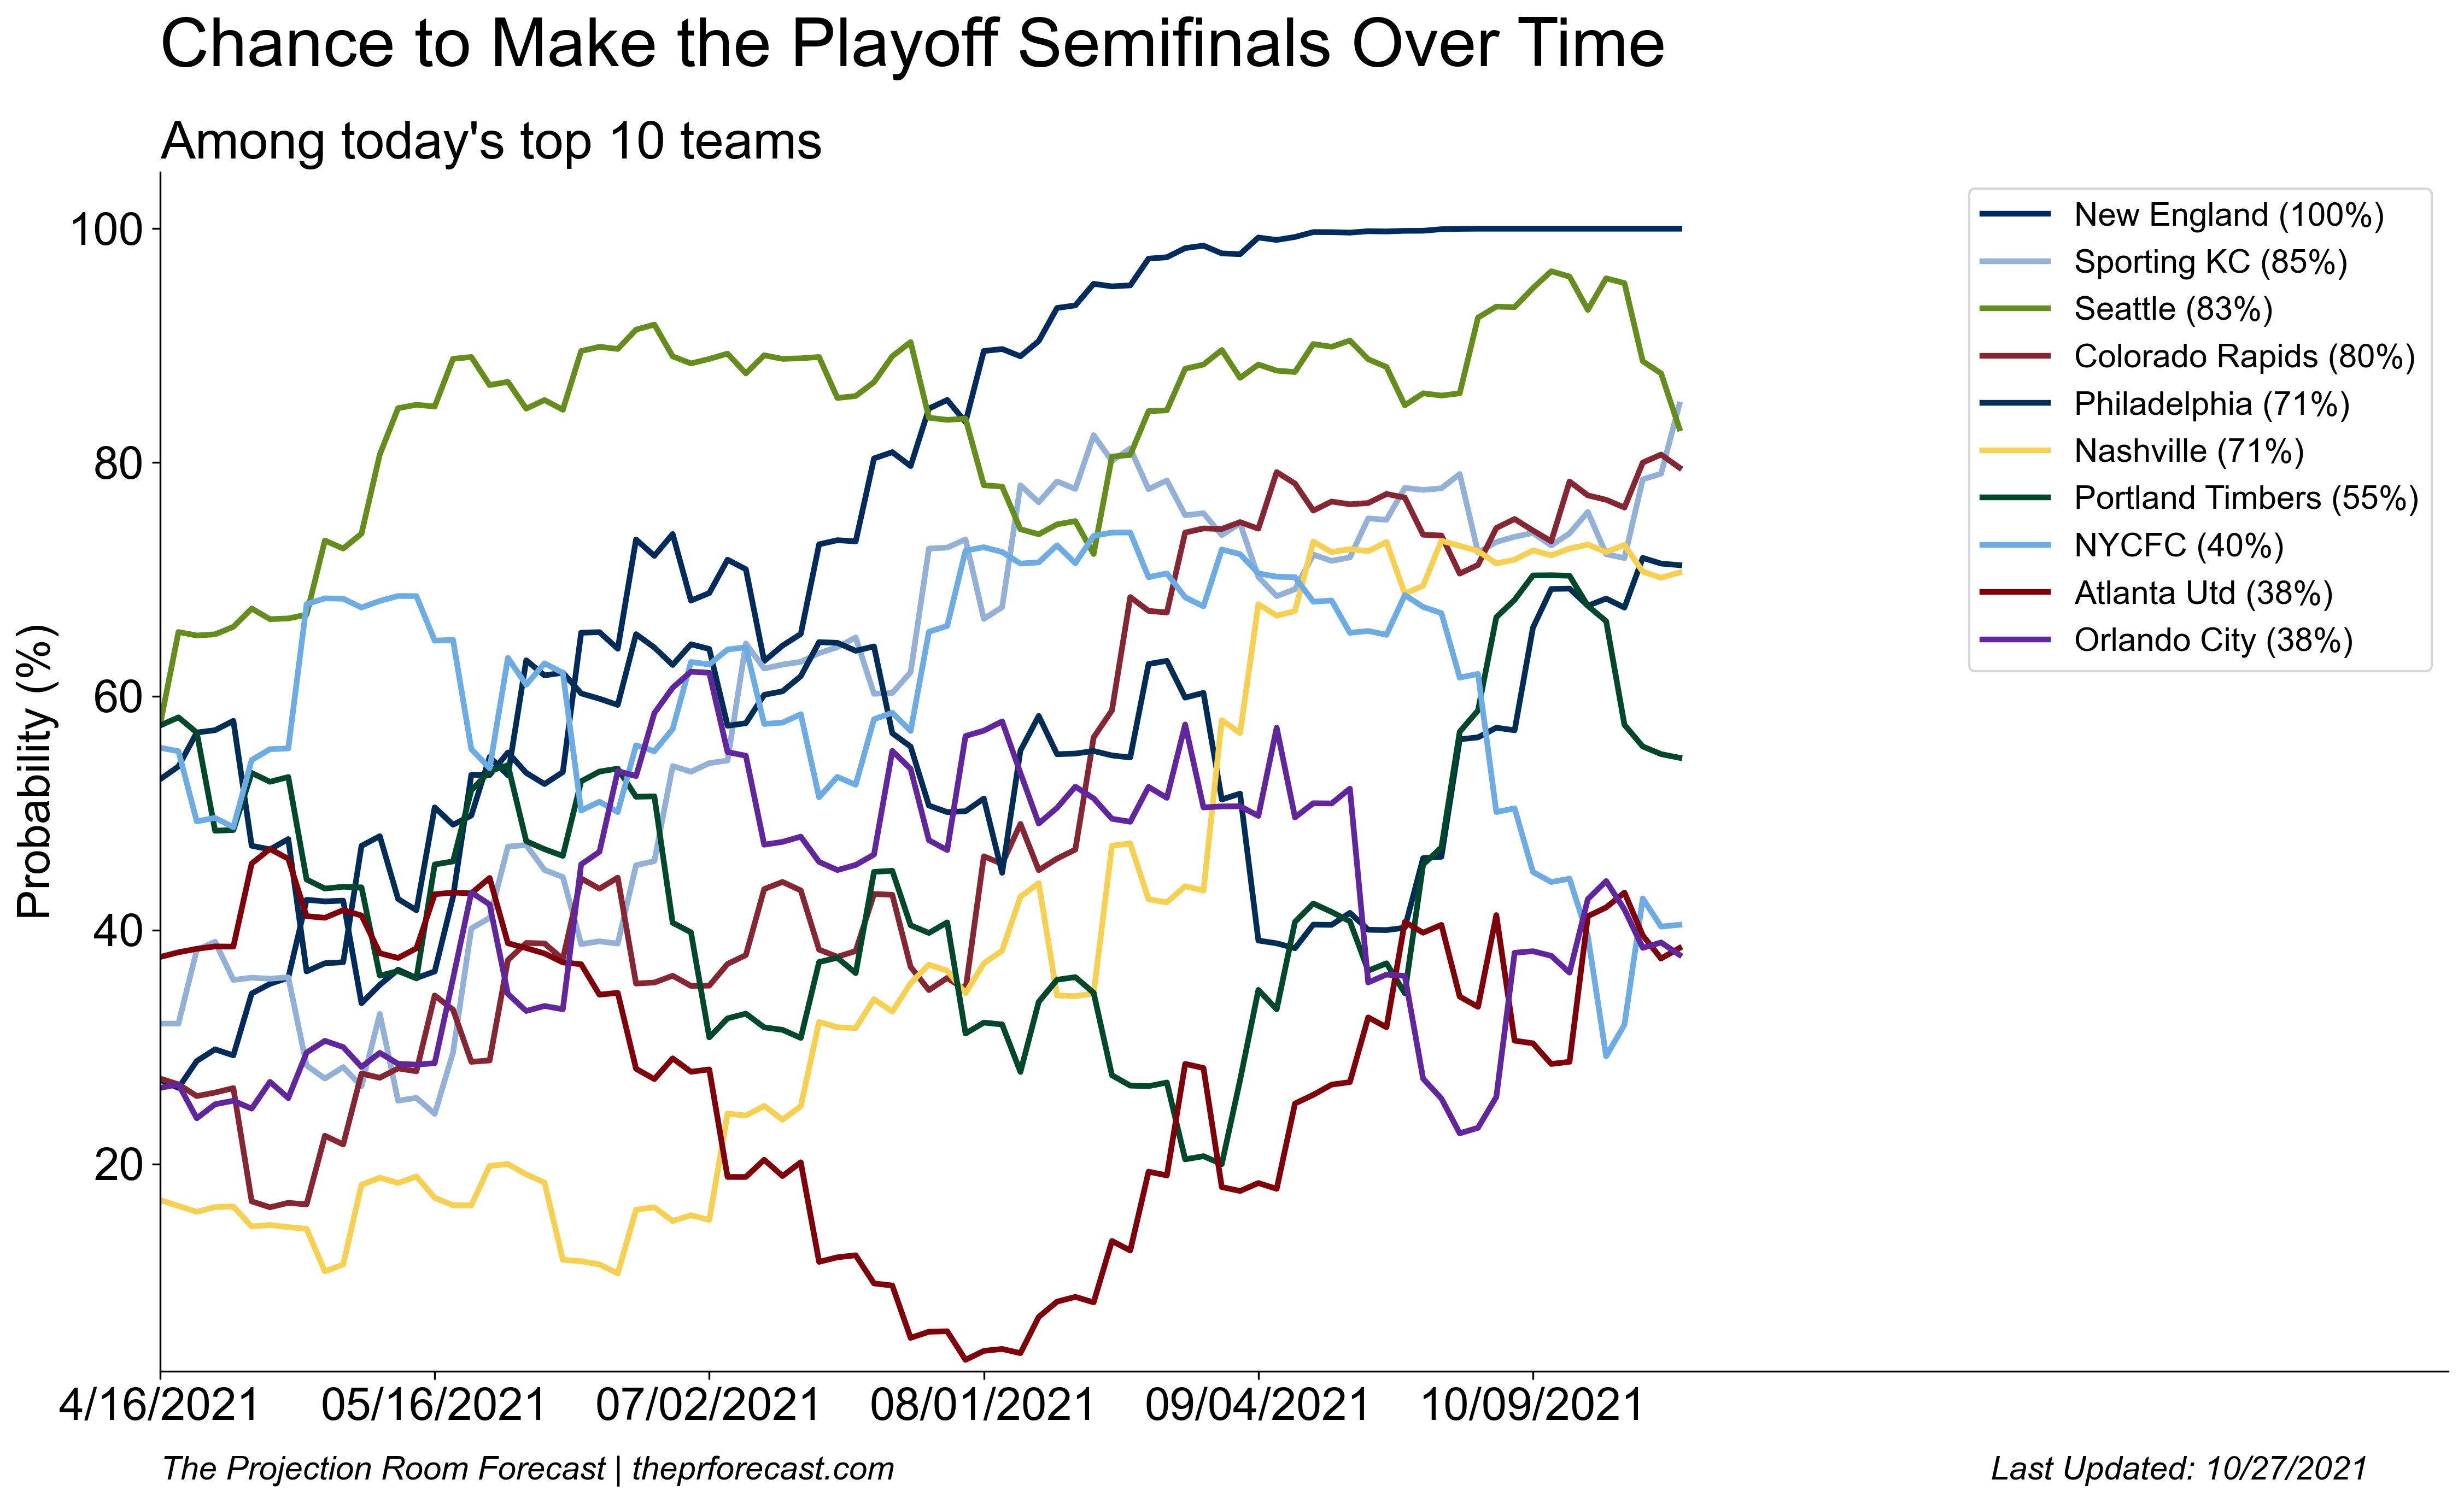 Chance to Make the Playoff Semifinals Over Time
Among today's top 10 teams
Probability (%)
100
80
60
40
20
4/16/2021 05/16/2021 07/02/2021 08/01/2021 09/04/2021 10/09/2021
New England (100%)
Sporting KC (85%)
Seattle (83%)
Colorado Rapids (80%)
Philadelphia (71%)
Nashville (71%)
Portland Timbers (55%)
NYCFC (40%)
Atlanta Utd (38%)
Orlando City (38%)
The Projection Room Forecast | theprforecast.com
Last Updated: 10/27/2021